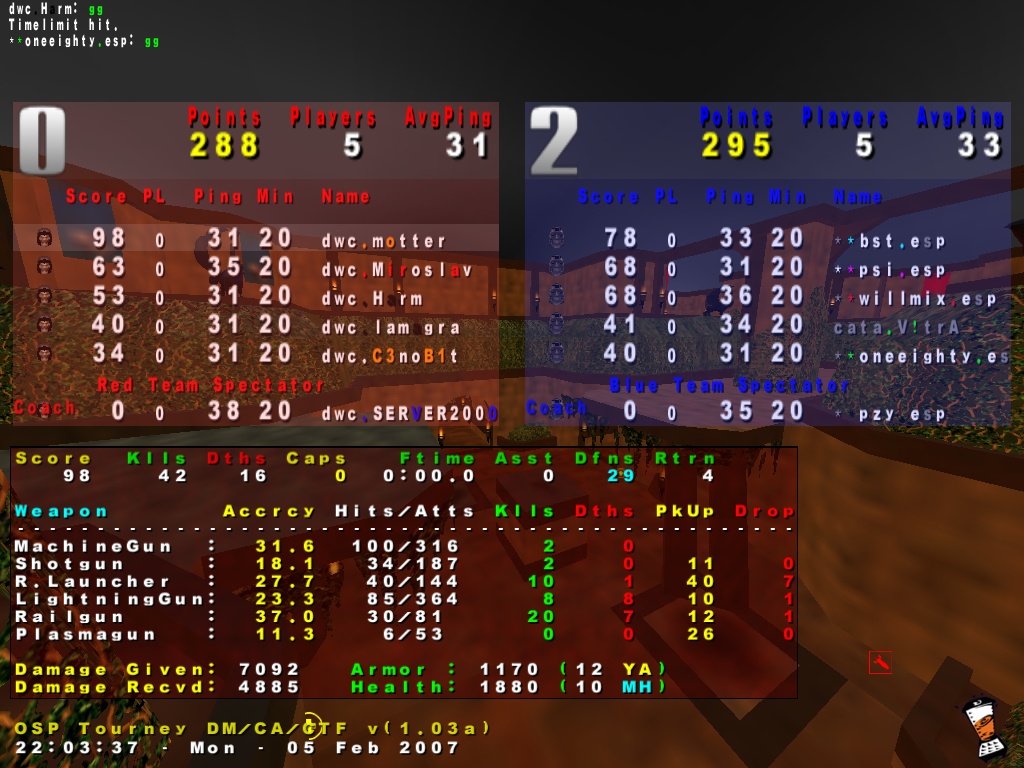 dwc.Harm: gg
Timelimit hit.
**oneeighty.esp: gg
0 Points Players AvgPing
288 5 31
Score PL Ping Min Name
98 0 31 20 dwc.motter
63 0 35 20 dwc.Miroslav
53 0 31 20 dwc.Harm
40 0 31 20 dwc
34 0 31 20 dwc.C3noB1t
Red Team Spectator
Coach 0 0 38 20 dwc.SERVER2000
2 Points Players AvgPing
295 5 33
Score PL Ping Min Name
78 0 33 20 **bst.esp
68 0 31 20 **psi.esp
68 0 36 20 **willmix.esp
41 0 34 20 cata.V!trA
40 0 31 20 **oneeighty.es
Blue Team Spectator
Coach 0 0 35 20 **pzy.esp
Score Klls Dths Caps Ftime Asst Dfns Rtrn
98 42 16 0 0:00.0 0 29 4
Weapon Accrcy Hits/Atts Klls Dths PkUp Drop
MachineGun : 31.6 100/316 2 0
Shotgun : 18.1 34/187 2 0 11 0
R.Launcher : 27.7 40/144 10 1 40 7
LightningGun: 23.3 85/364 8 8 10 1
Railgun : 37.0 30/81 20 7 12 1
Plasmagun : 11.3 6/53 0 0 26 0
Damage Given: 7092 Armor : 1170 (12 YA)
Damage Recvd: 4885 Health: 1880 (10 MH)
OSP Tourney DM/CA/CTF v(1.03a)
22:03:37 - Mon - 05 Feb 2007